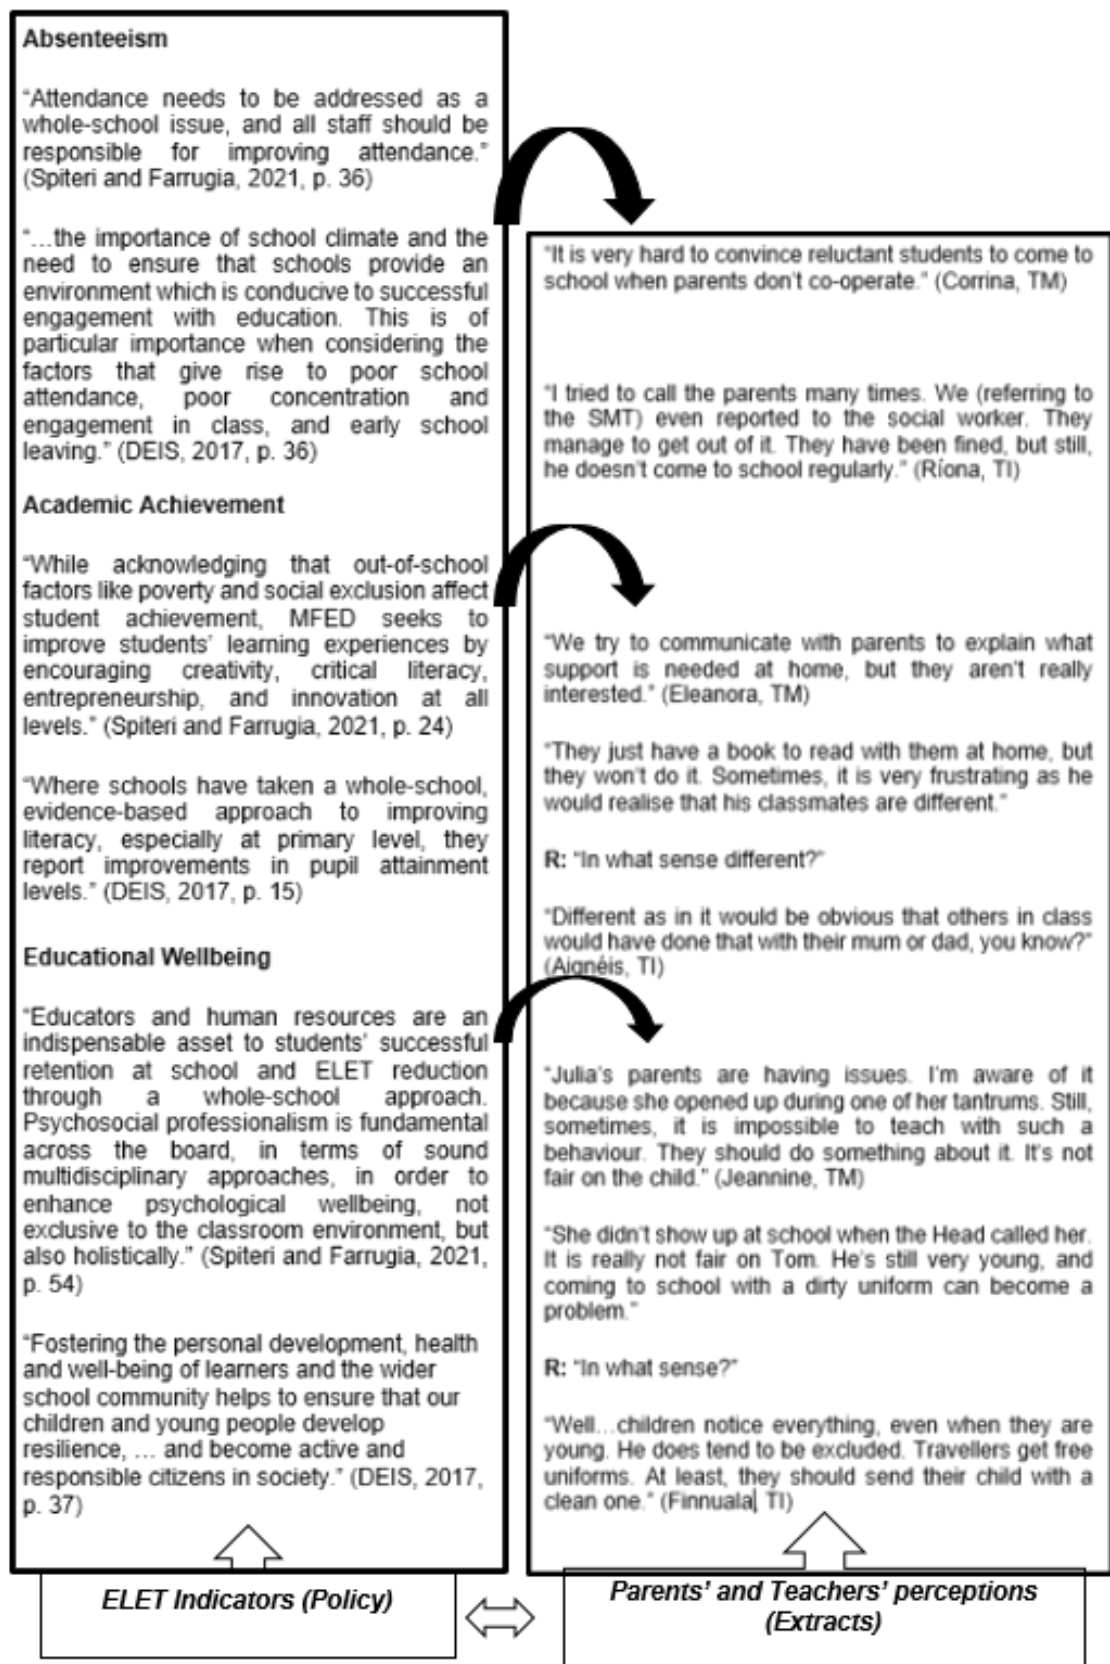 Absenteeism
“Attendance needs to be addressed as a
whole-school issue, and all staff should be
responsible for improving attendance.”
(Spiteri and Farrugia, 2021, p. 36)
“…the importance of school climate and the
need to ensure that schools provide an
environment which is conducive to successful
engagement with education. This is of
particular importance when considering the
factors that give rise to poor school
attendance, poor concentration and
engagement in class, and early school
leaving.” (DEIS, 2017, p. 36)
Academic Achievement
“While acknowledging that out-of-school
factors like poverty and social exclusion affect
student achievement, MFED seeks to
improve students’ learning experiences by
encouraging creativity, critical literacy,
entrepreneurship, and innovation at all
levels.” (Spiteri and Farrugia, 2021, p. 24)
“Where schools have taken a whole-school,
evidence-based approach to improving
literacy, especially at primary level, they
report improvements in pupil attainment
levels.” (DEIS, 2017, p. 15)
Educational Wellbeing
“Educators and human resources are an
indispensable asset to students’ successful
retention at school and ELET reduction
through a whole-school approach.
Psychosocial professionalism is fundamental
across the board, in terms of sound
multidisciplinary approaches, in order to
enhance psychological wellbeing, not
exclusive to the classroom environment, but
also holistically.” (Spiteri and Farrugia, 2021,
p. 54)
“Fostering the personal development, health
and well-being of learners and the wider
school community helps to ensure that our
children and young people develop
resilience, … and become active and
responsible citizens in society.” (DEIS, 2017,
p. 37)
ELET Indicators (Policy)
“It is very hard to convince reluctant students to come to
school when parents don’t co-operate.” (Corrina, TM)
“I tried to call the parents many times. We (referring to
the SMT) even reported to the social worker. They
manage to get out of it. They have been fined, but still,
he doesn’t come to school regularly.” (Ríona, TI)
“We try to communicate with parents to explain what
support is needed at home, but they aren’t really
interested.” (Eleanora, TM)
“They just have a book to read with them at home, but
they won’t do it. Sometimes, it is very frustrating as he
would realise that his classmates are different.”
R: “In what sense different?”
“Different as in it would be obvious that others in class
would have done that with their mum or dad, you know?”
(Aignéis, TI)
“Julia’s parents are having issues. I’m aware of it
because she opened up during one of her tantrums. Still,
sometimes, it is impossible to teach with such a
behaviour. They should do something about it. It’s not
fair on the child.” (Jeannine, TM)
“She didn’t show up at school when the Head called her.
It is really not fair on Tom. He’s still very young, and
coming to school with a dirty uniform can become a
problem.”
R: “In what sense?”
“Well…children notice everything, even when they are
young. He does tend to be excluded. Travellers get free
uniforms. At least, they should send their child with a
clean one.” (Finnuala, TI)
Parents’ and Teachers’ perceptions
(Extracts)